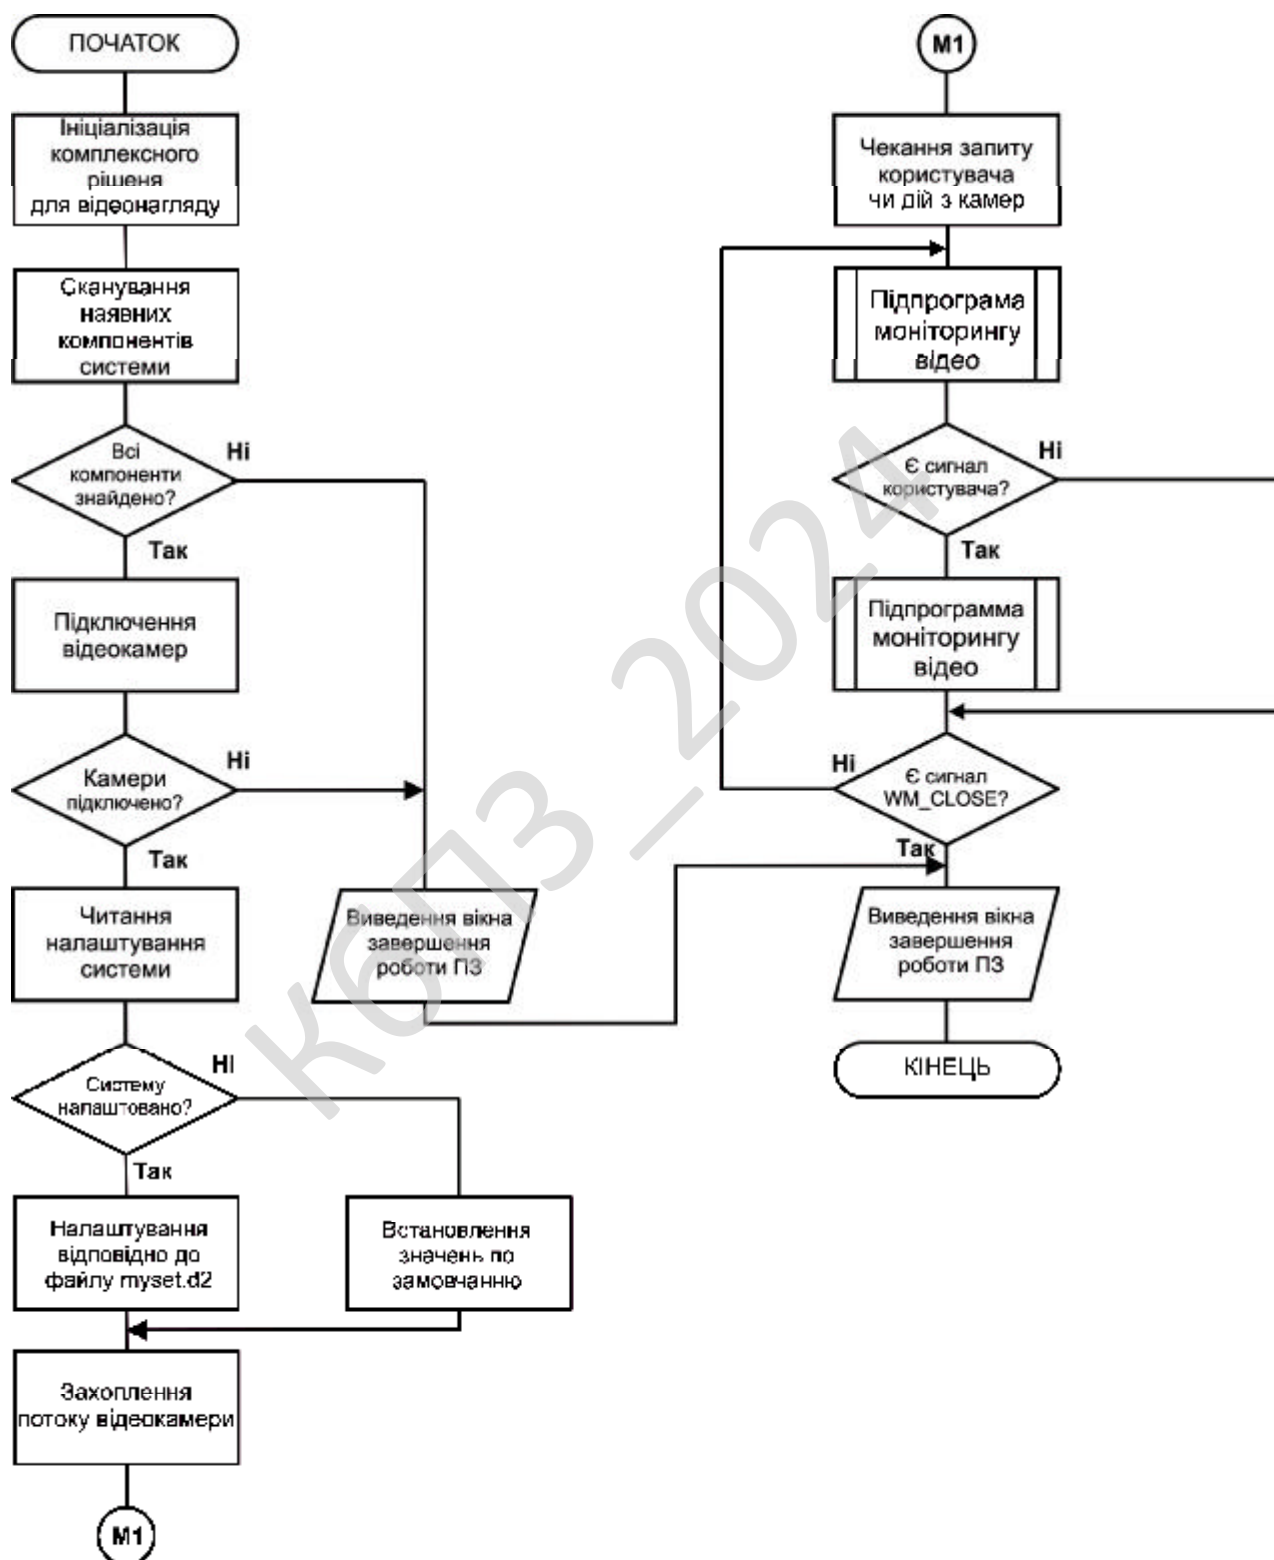 ПОЧАТОК
Ініціалізація
комплексного
рішеня
для відеонагляду
Сканування
наявних
компонентів
системи
Всі
компоненти
знайдено?
Ні
Так
Підключення
відеокамер
Камери
підключено?
Ні
Так
Читання
налаштування
системи
Виведення вікна
завершення
роботи ПЗ
Систему
налаштовано?
Ні
Так
Налаштування
відповідно до
файлу myset.d2
Встановлення
значень по
замовчанню
Захоплення
потоку відеокамери
М1
М1
Чекання запиту
користувача
чи дій з камер
Підпрограма
моніторингу
відео
Є сигнал
користувача?
Ні
Так
Підпрограмма
моніторингу
відео
Є сигнал
WM_CLOSE?
Ні
Так
Виведення вікна
завершення
роботи ПЗ
КІНЕЦЬ
КбПЗ_2024